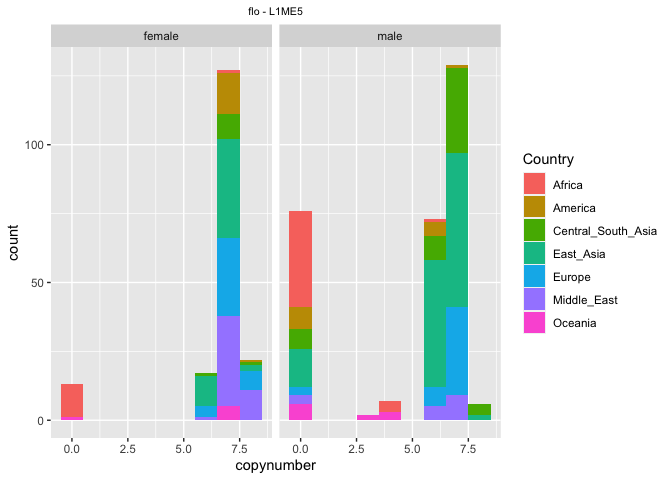 flo - L1ME5
female
male
100
50
0
count
0.0
2.5
5.0
7.5
0.0
2.5
5.0
7.5
copynumber
Country
Africa
America
Central_South_Asia
East_Asia
Europe
Middle_East
Oceania